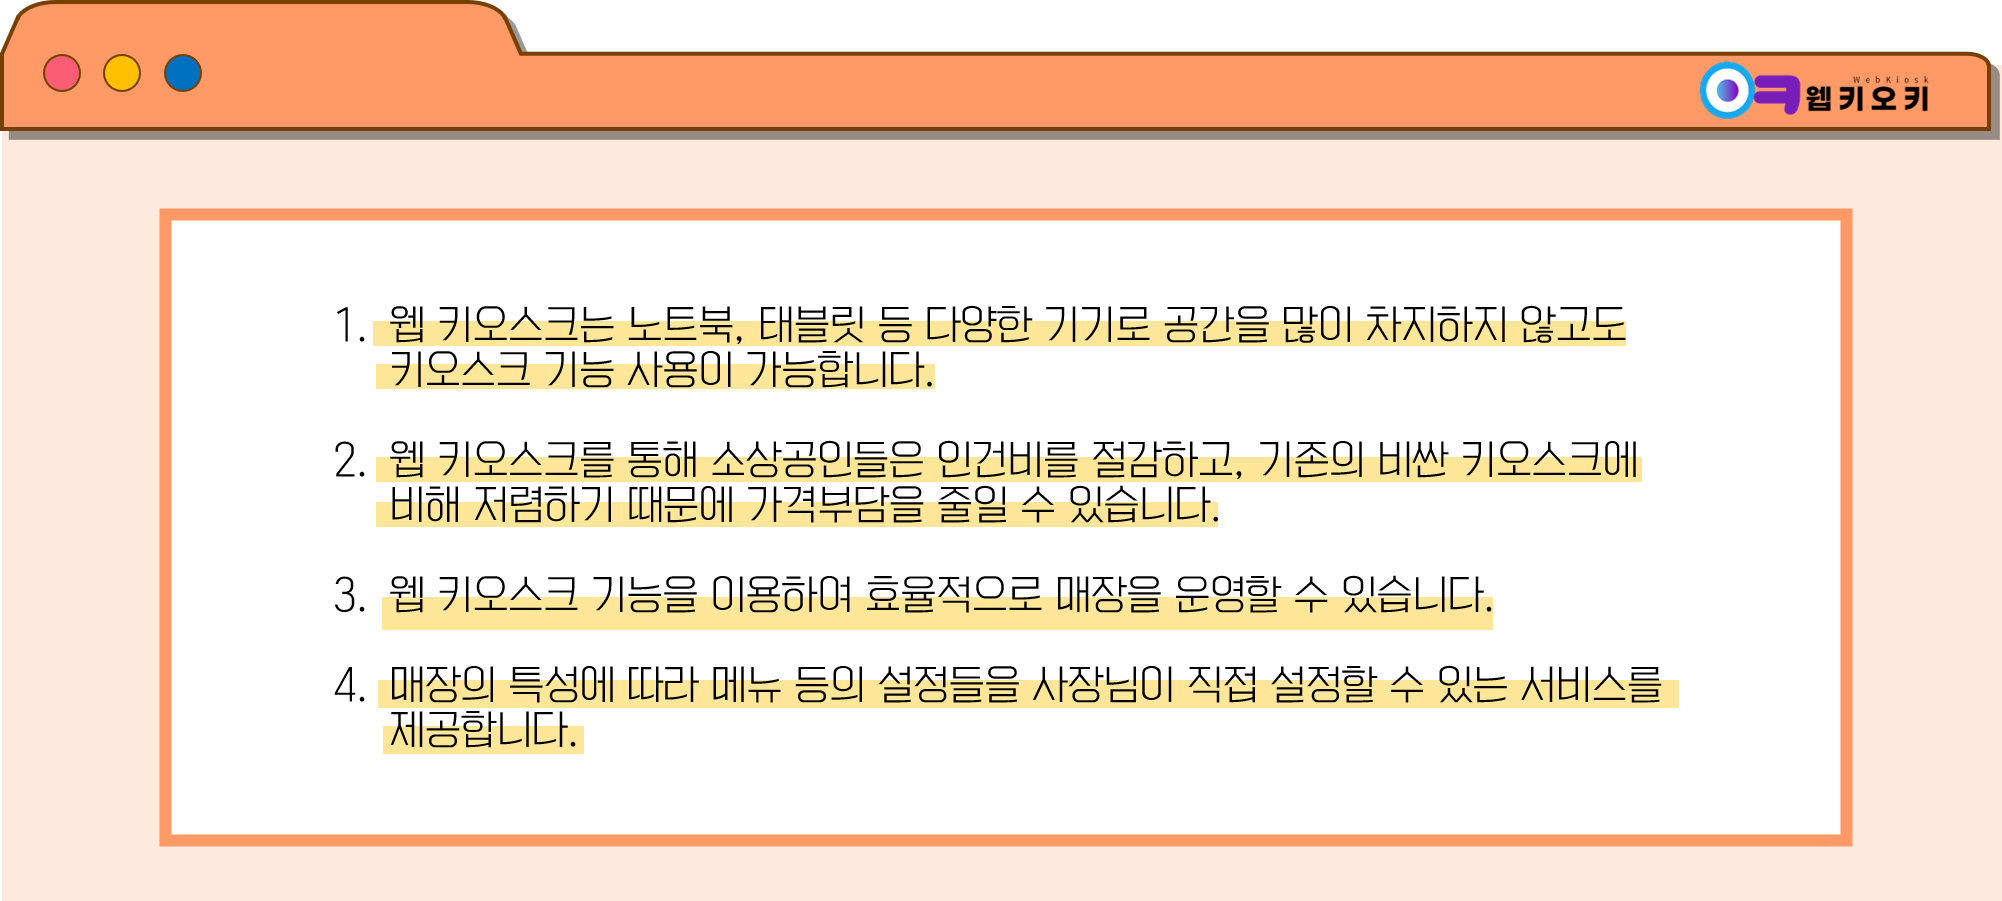 WebKiosk
웹키오키
1. 웹 키오스크는 노트북, 태블릿 등 다양한 기기로 공간을 많이 차지하지 않고도
키오스크 기능 사용이 가능합니다.
2. 웹 키오스크를 통해 소상공인들은 인건비를 절감하고, 기존의 비싼 키오스크에
비해 저렴하기 때문에 가격부담을 줄일 수 있습니다.
3. 웹 키오스크 기능을 이용하여 효율적으로 매장을 운영할 수 있습니다.
4. 매장의 특성에 따라 메뉴 등의 설정들을 사장님이 직접 설정할 수 있는 서비스를
제공합니다.